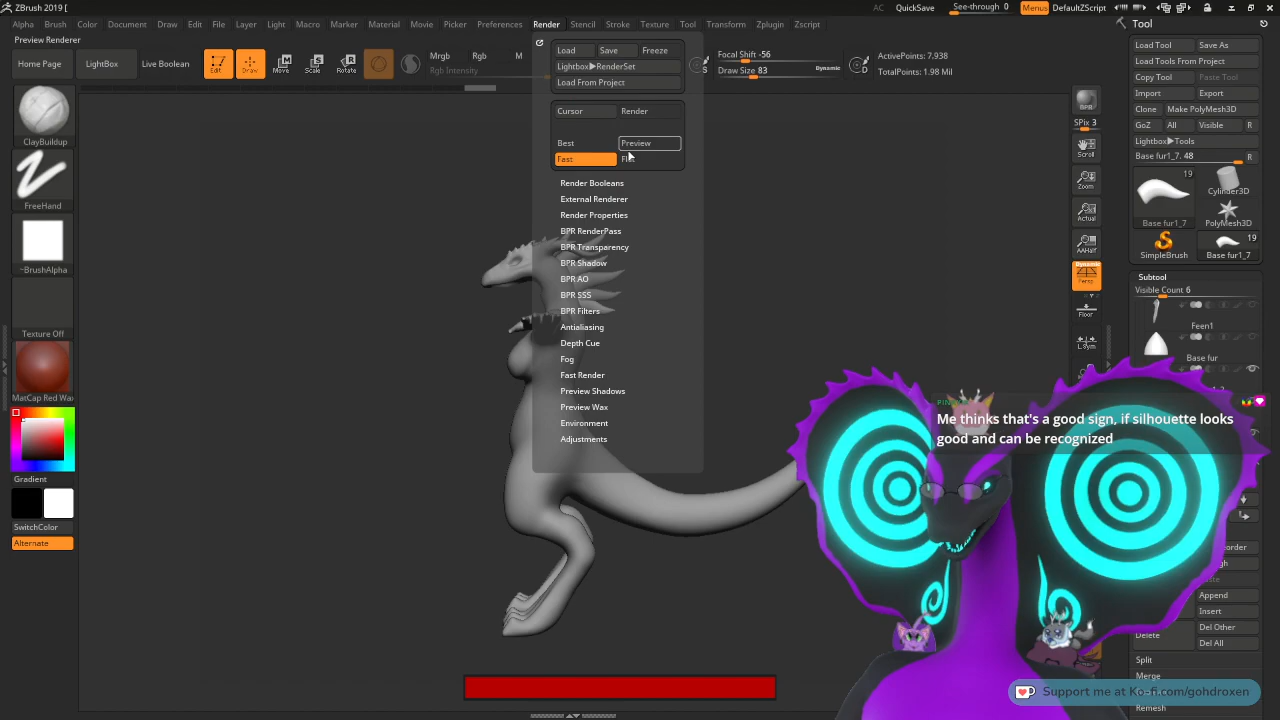 ZBrush 2019 [
AC QuickSave See-through 0 Menus DefaultZScript
Alpha Brush Color Document Draw Edit File Layer Light Macro Marker Material Movie Picker Preferences Render Stencil Stroke Texture Tool Transform Zplugin Zscript
Preview Renderer
Home Page
LightBox
Live Boolean
Edit
Draw
Move
Scale
Rotate
Mrgb Rgb M
Rgb Intensity
Load Save Freeze
Lightbox▶RenderSet
Load From Project
Cursor Render
Best Preview
Fast
Render Booleans
External Renderer
Render Properties
BPR RenderPass
BPR Transparency
BPR Shadow
BPR AO
BPR SSS
BPR Filters
Antialiasing
Depth Cue
Fog
Fast Render
Preview Shadows
Preview Wax
Environment
Adjustments
S
Focal Shift -56
Draw Size 83
Dynamic
D
ActivePoints: 7,938
TotalPoints: 1.98 Mil
ClayBuildup
FreeHand
~BrushAlpha
Texture Off
MatCap Red Wax
Gradient
SwitchColor
Alternate
BPR
SPix 3
Scroll
Zoom
Actual
AAHalf
Dynamic
Persp
Floor
L.Sym
Tool
Load Tool Save As
Load Tools From Project
Copy Tool Paste Tool
Import Export
Clone Make PolyMesh3D
GoZ All Visible R
Lightbox▶Tools
Base fur1_7. 48 R
19
Base fur1_7
Cylinder3D
PolyMesh3D
SimpleBrush
19
Base fur1_7
Subtool
Visible Count 6
Feen1
Base fur
Append
Insert
Delete
Del Other
Del All
Split
Merge
Remesh
Me thinks that's a good sign, if silhouette looks
good and can be recognized
Support me at Ko-fi.com/gohdroxen